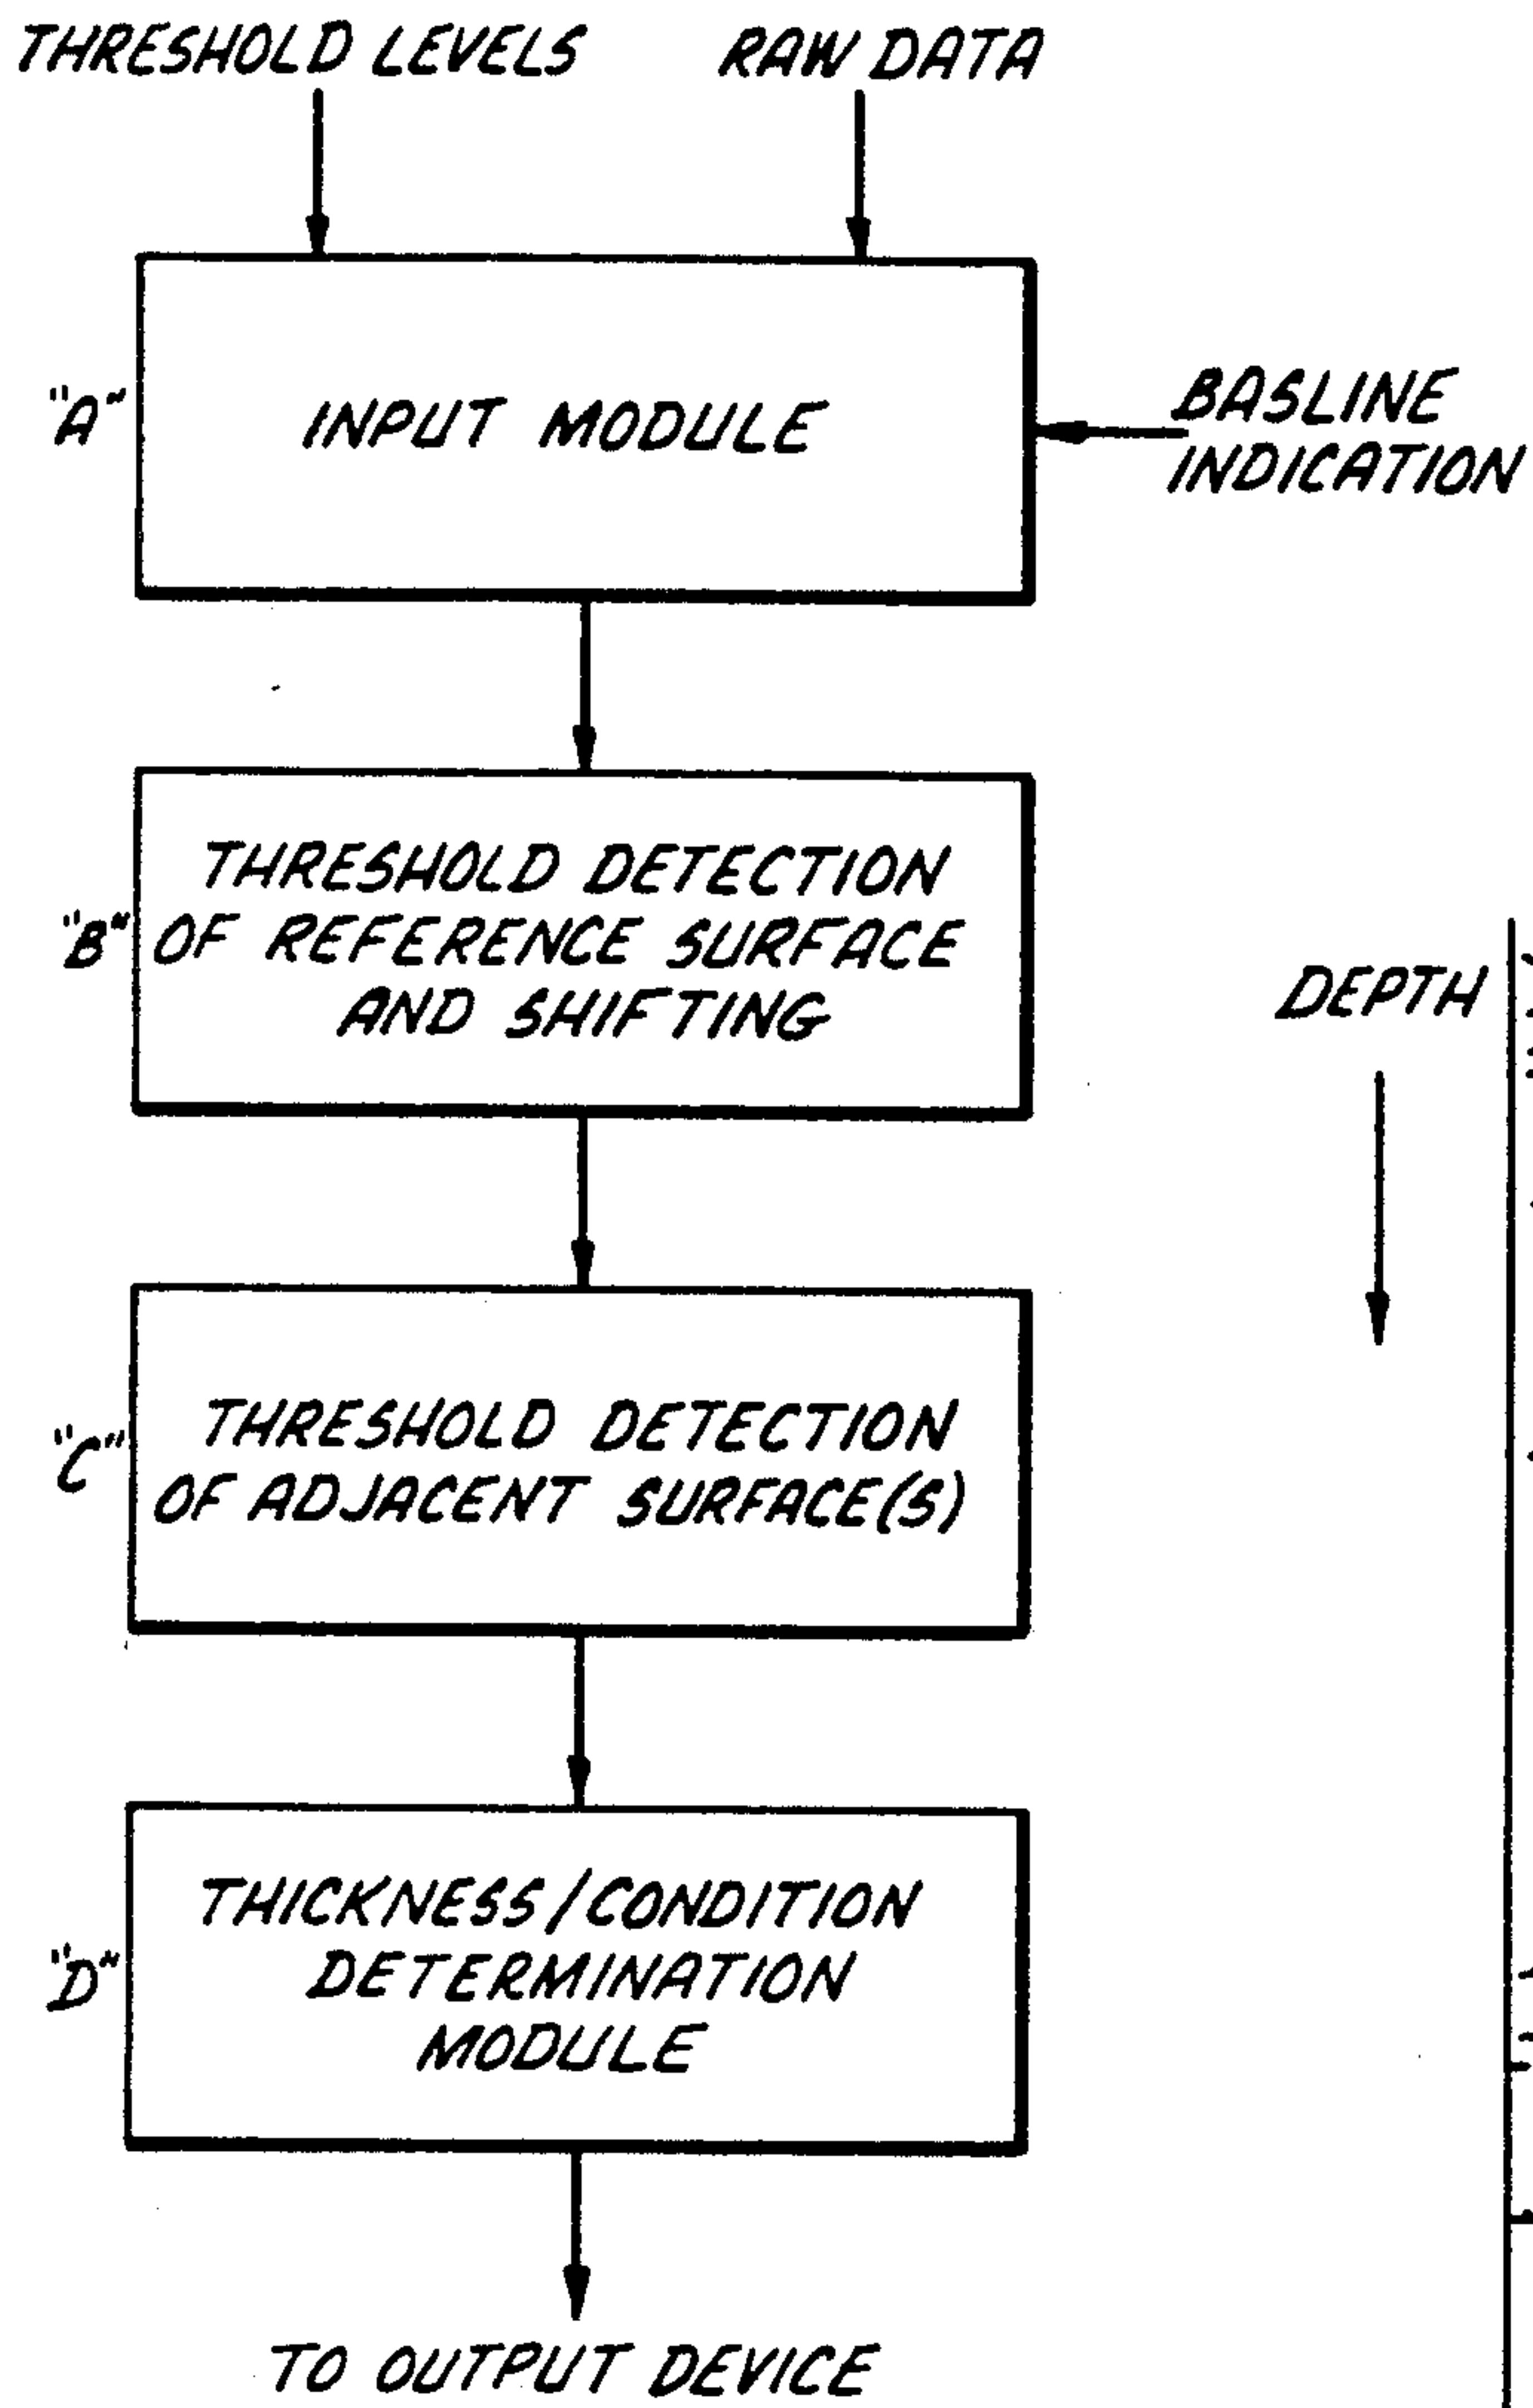 THRESHOLD LEVELS
RAW DATA
"A"
INPUT MODULE
BASLINE
INDICATION
"B"
THRESHOLD DETECTION
OF REFERENCE SURFACE
AND SHIFTING
DEPTH
"C"
THRESHOLD DETECTION
OF ADJACENT SURFACE(S)
"D"
THICKNESS/CONDITION
DETERMINATION
MODULE
TO OUTPUT DEVICE